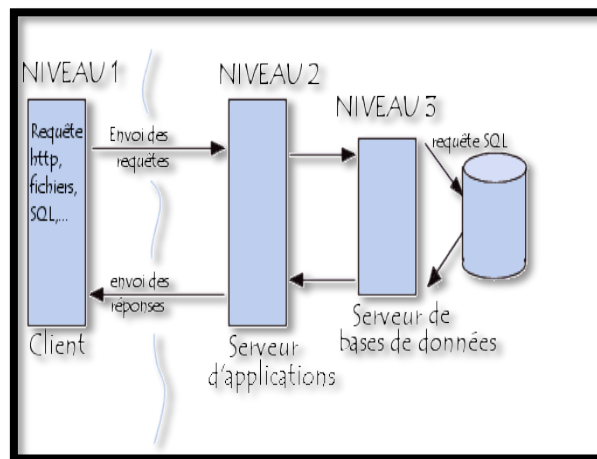 NIVEAU 1
Requête
http,
fichiers,
SQL,...
Client
Envoi des
requêtes
envoi des
réponses
NIVEAU 2
Serveur
d'applications
NIVEAU 3
Serveur de
bases de données
requête SQL